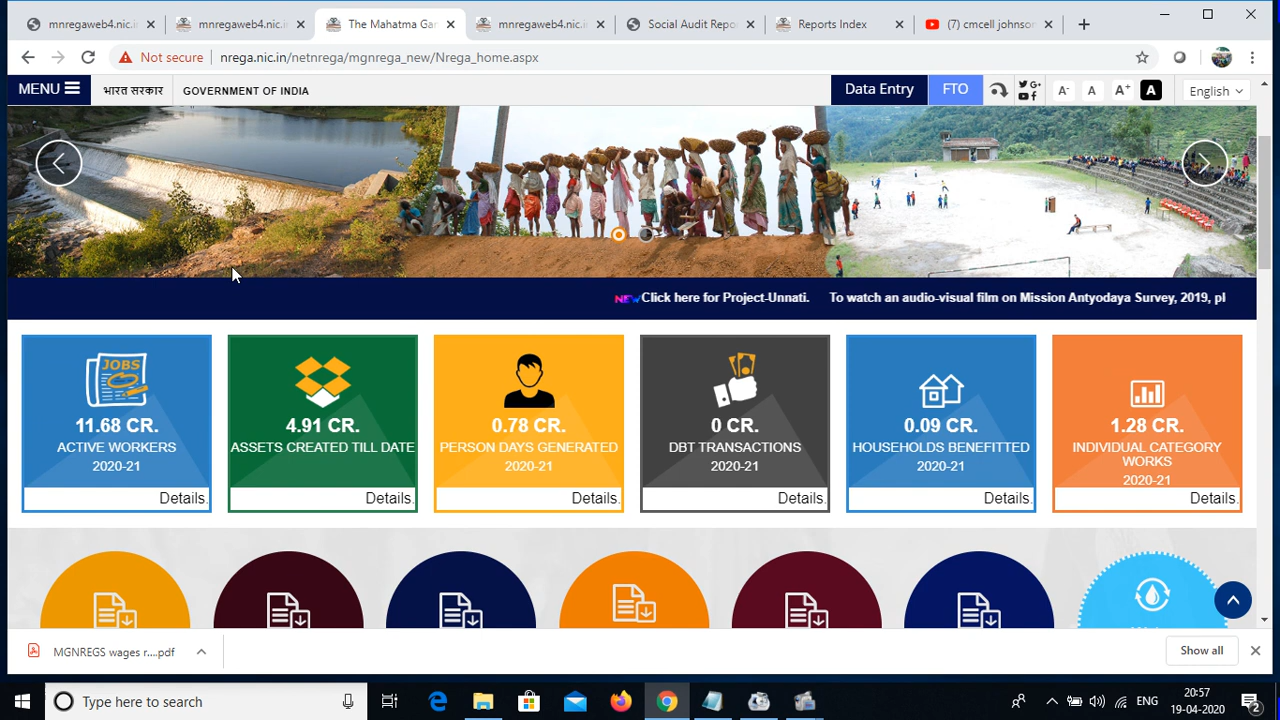 mnregaweb4.nic.i
mnregaweb4.nic.i
The Mahatma Gan
mnregaweb4.nic.i
Social Audit Repo
Reports Index
(7) cmcell johnson
Not secure
nrega.nic.in/netnrega/mgnrega_new/Nrega_home.aspx
MENU
भारत सरकार
GOVERNMENT OF INDIA
Data Entry
FTO
A-
A
A+
A
English
NEW Click here for Project-Unnati. To watch an audio-visual film on Mission Antyodaya Survey, 2019, pl
JOBS
11.68 CR.
ACTIVE WORKERS
2020-21
Details.
4.91 CR.
ASSETS CREATED TILL DATE
Details.
0.78 CR.
PERSON DAYS GENERATED
2020-21
Details.
0 CR.
DBT TRANSACTIONS
2020-21
Details.
0.09 CR.
HOUSEHOLDS BENEFITTED
2020-21
Details.
1.28 CR.
INDIVIDUAL CATEGORY
WORKS
2020-21
Details.
MGNREGS wages r....pdf
Show all
Type here to search
ENG
20:57
19-04-2020
2